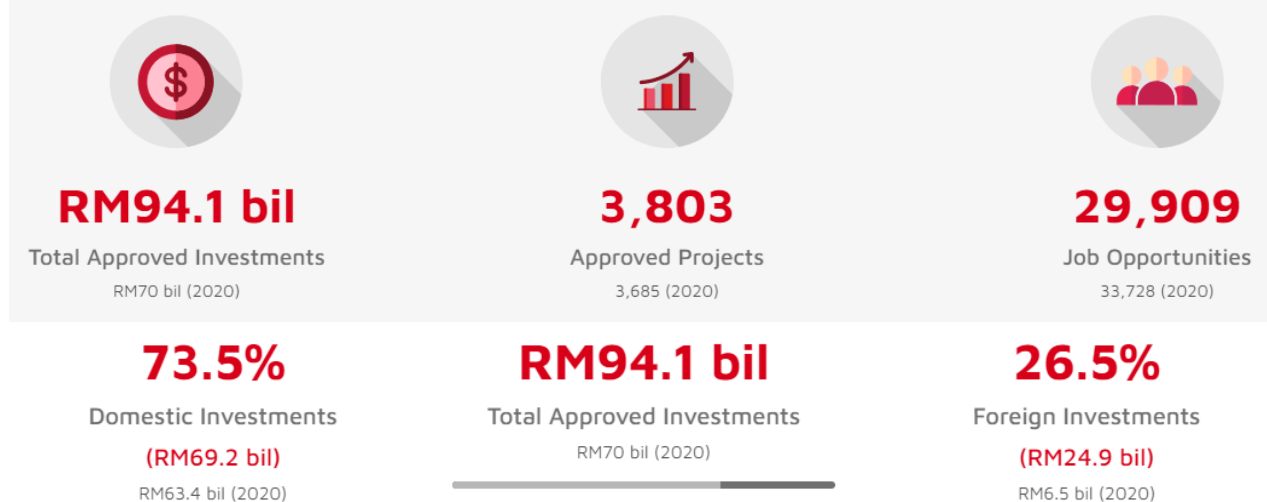 $
RM94.1 bil
Total Approved Investments
RM70 bil (2020)
3,803
Approved Projects
3,685 (2020)
29,909
Job Opportunities
33,728 (2020)
73.5%
Domestic Investments
(RM69.2 bil)
RM63.4 bil (2020)
RM94.1 bil
Total Approved Investments
RM70 bil (2020)
26.5%
Foreign Investments
(RM24.9 bil)
RM6.5 bil (2020)